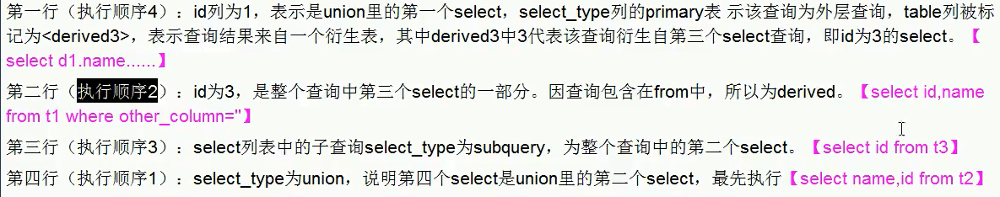 第一行（执行顺序4）：id列为1，表示是union里的第一个select，select_type列的primary表 示该查询为外层查询，table列被标
记为<derived3>，表示查询结果来自一个衍生表，其中derived3中3代表该查询衍生自第三个select查询，即id为3的select。【
select d1.name......】
第二行（执行顺序2）：id为3，是整个查询中第三个select的一部分。因查询包含在from中，所以为derived。【select id,name
from t1 where other_column=''】
第三行（执行顺序3）：select列表中的子查询select_type为subquery，为整个查询中的第二个select。【select id from t3】
第四行（执行顺序1）：select_type为union，说明第四个select是union里的第二个select，最先执行【select name,id from t2】